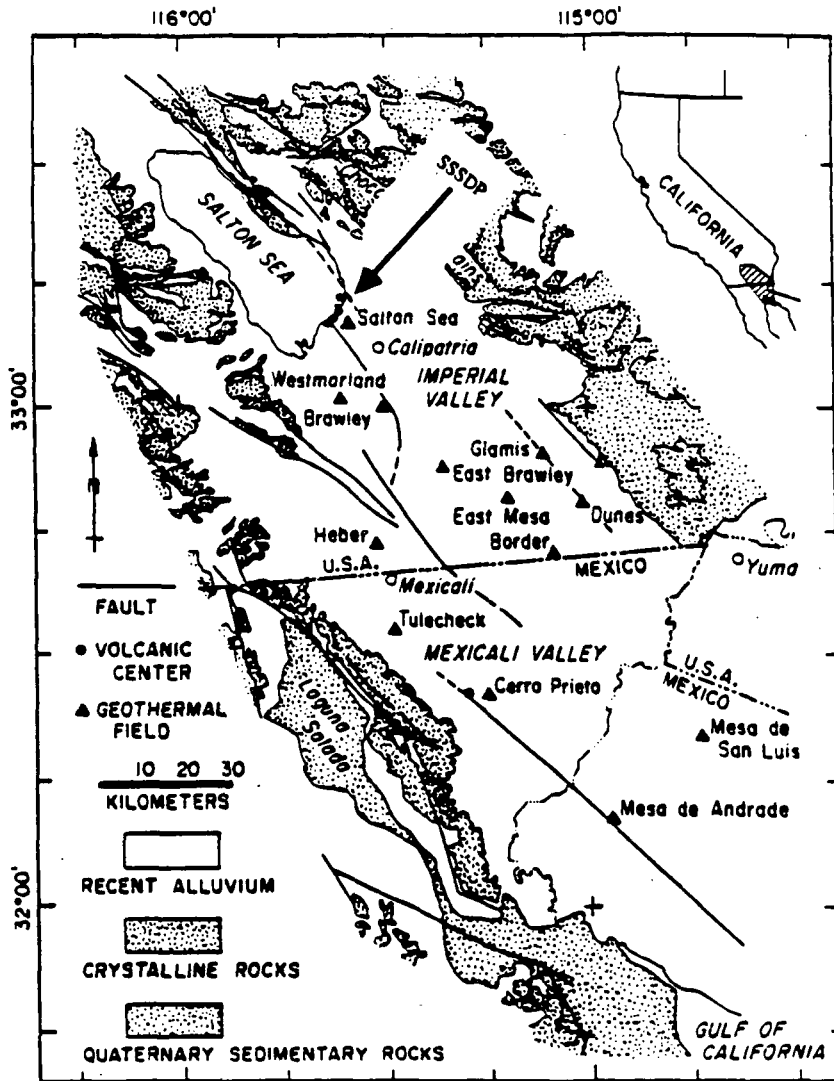 116°00'
115°00'
SSSDP
CALIFORNIA
SALTON SEA
Salton Sea
Calipatria
Westmorland
IMPERIAL
VALLEY
33°00'
Brawley
Glamis
East Brawley
East Mesa
Dunes
Border
Heber
U.S.A.
MEXICO
Yuma
Mexicali
FAULT
Tulecheck
VOLCANIC
CENTER
MEXICALI VALLEY
U.S.A.
MEXICO
Cerro Prieto
GEOTHERMAL
FIELD
Laguna
Salada
Mesa de
San Luis
10 20 30
KILOMETERS
Mesa de Andrade
RECENT ALLUVIUM
32°00'
CRYSTALLINE ROCKS
QUATERNARY SEDIMENTARY ROCKS
GULF OF
CALIFORNIA